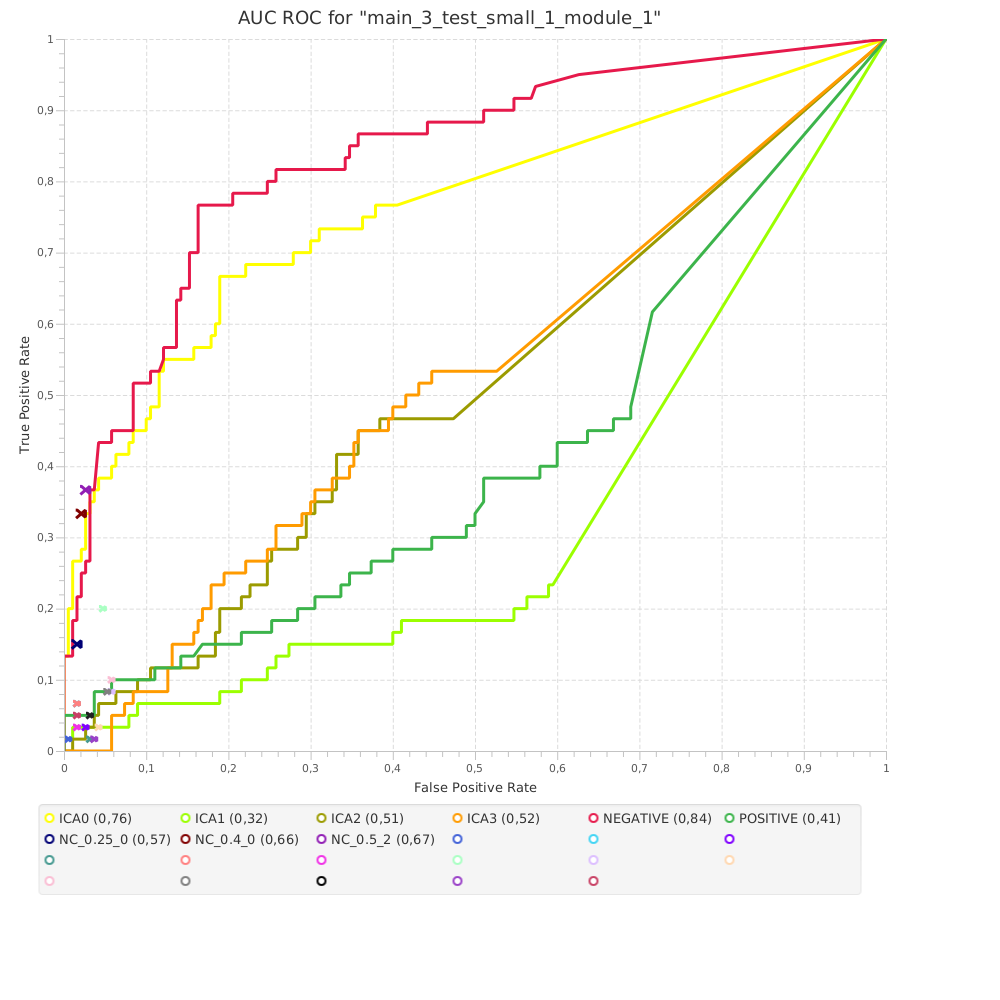 AUC ROC for "main_3_test_small_1_module_1"
1
0,9
0,8
0,7
0,6
0,5
0,4
0,3
0,2
0,1
0
True Positive Rate
0 0,1 0,2 0,3 0,4 0,5 0,6 0,7 0,8 0,9 1
False Positive Rate
ICA0 (0,76) ICA1 (0,32) ICA2 (0,51) ICA3 (0,52) NEGATIVE (0,84) POSITIVE (0,41)
NC_0.25_0 (0,57) NC_0.4_0 (0,66) NC_0.5_2 (0,67)